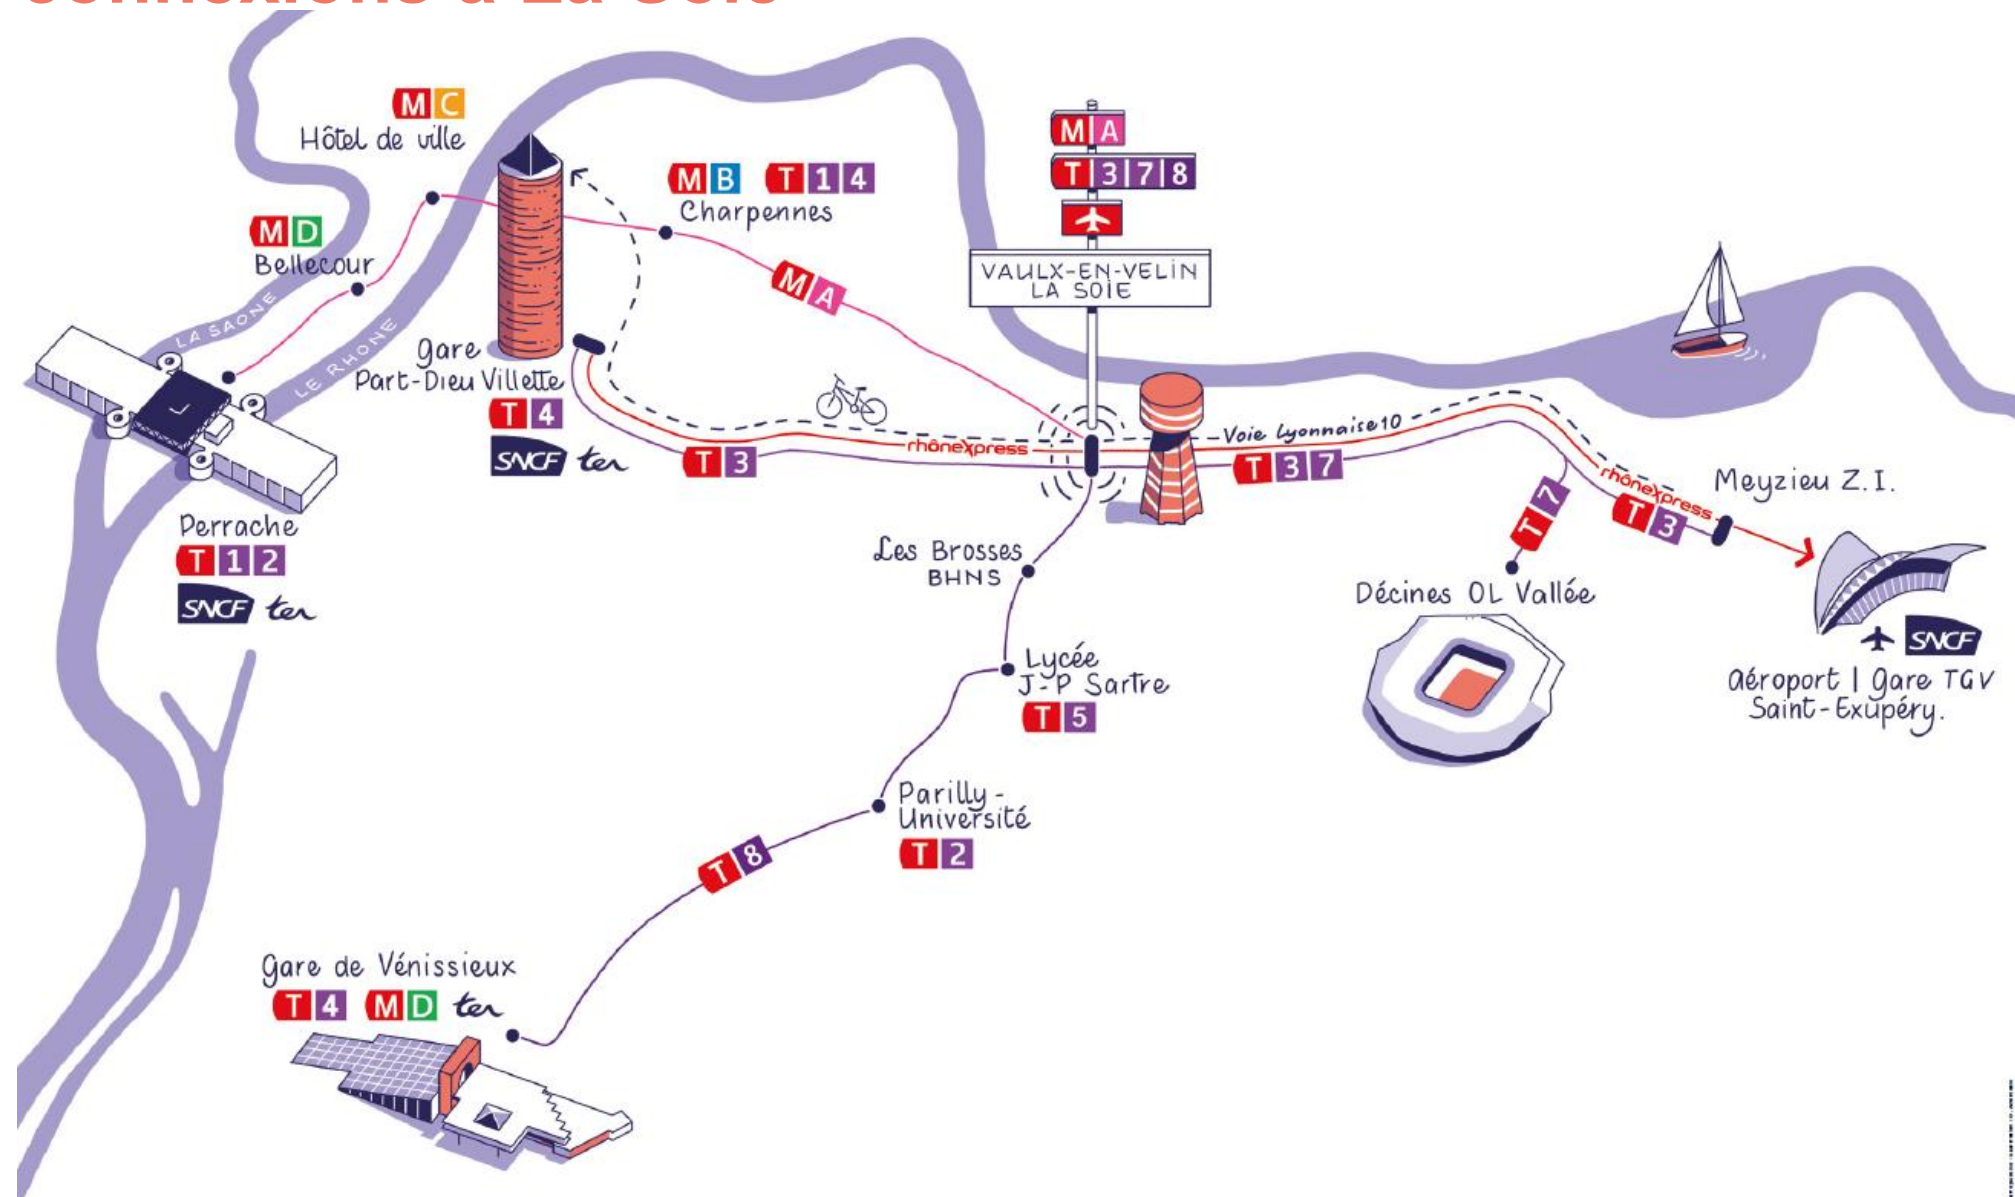 connexions à La Soie
M C
Hôtel de ville
M D
Bellecour
LA SAONE
LE RHONE
Perrache
T 1 2
SNCF ter
gare
Part-Dieu Villette
T 4
SNCF ter
M B T 1 4
Charpennes
M A
M A
T 3 7 8
VAULX-EN-VELIN
LA SOIE
T 3
rhônexpress
Voie Lyonnaise 10
T 3 7
T 7
rhônexpress
T 3
Meyzieu Z.I.
Décines OL Vallée
SNCF
aéroport | gare TGV
Saint-Exupéry.
Les Brosses
BHNS
Lycée
J-P Sartre
T 5
Parilly-
Université
T 2
T 8
gare de Vénissieux
T 4 M D ter